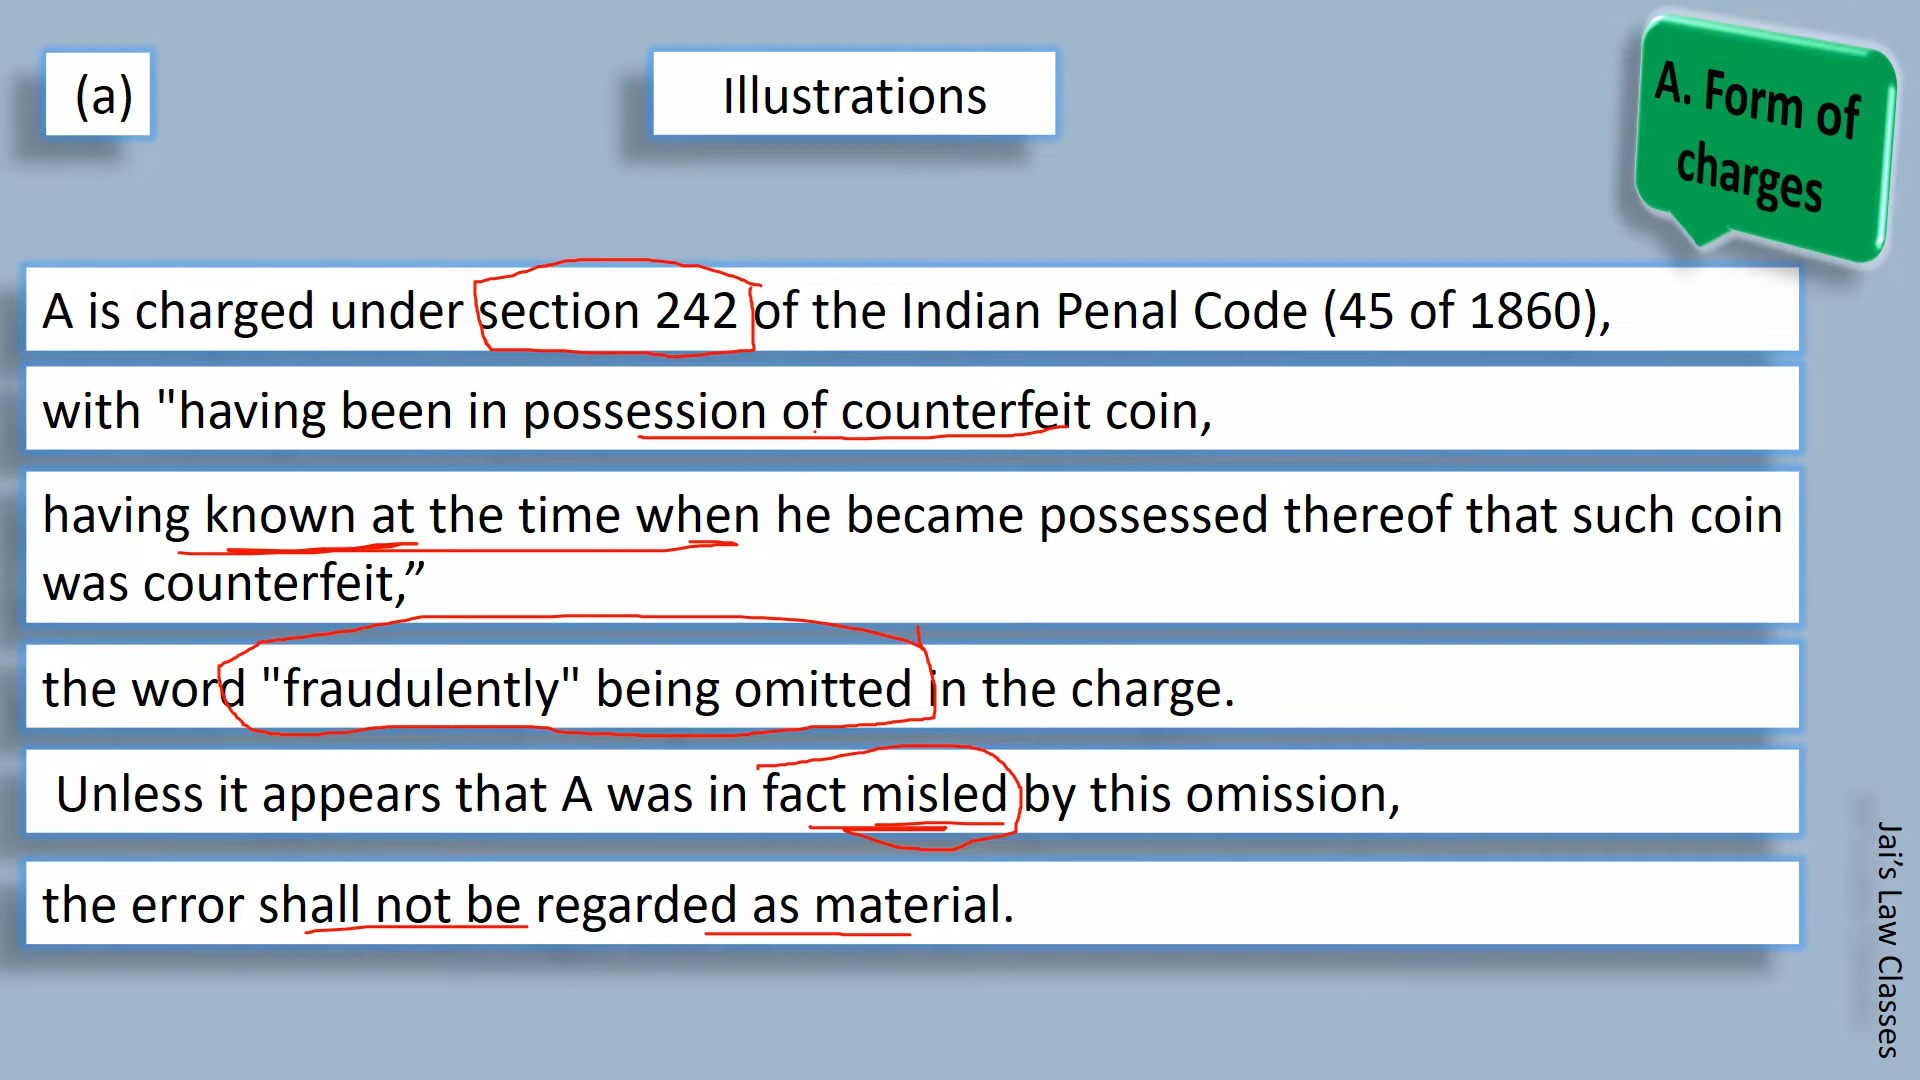 (a)
Illustrations
A. Form of
charges
A is charged under section 242 of the Indian Penal Code (45 of 1860),
with "having been in possession of counterfeit coin,
having known at the time when he became possessed thereof that such coin
was counterfeit,”
the word "fraudulently" being omitted in the charge.
Unless it appears that A was in fact misled by this omission,
the error shall not be regarded as material.
Jai’s Law Classes